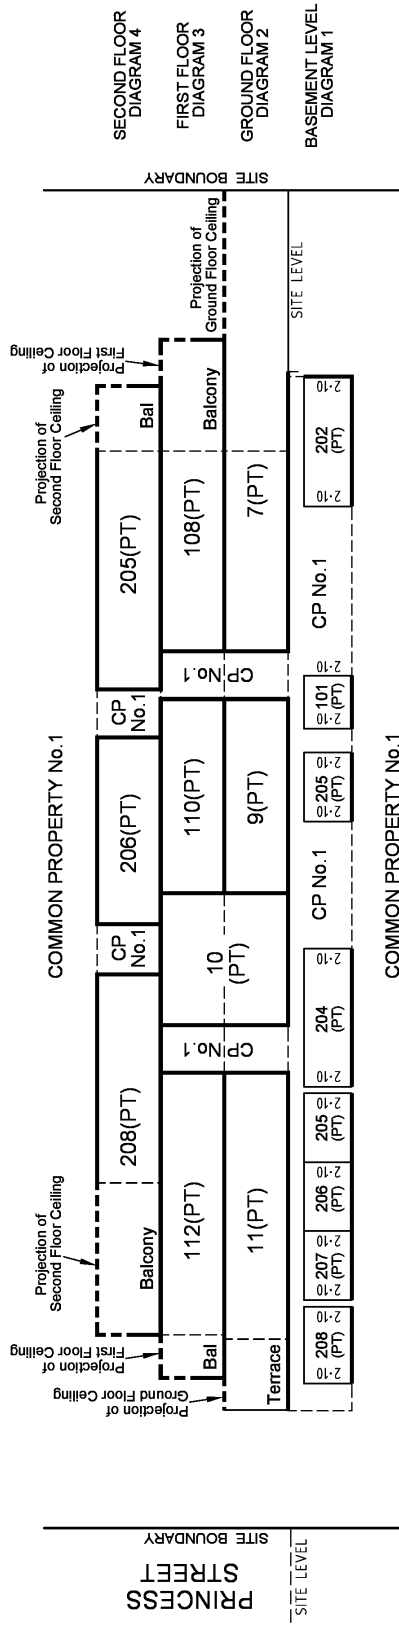 COMMON PROPERTY No.1
Projection of
Second Floor Ceiling
Projection of
Second Floor Ceiling
Balcony
208(PT)
CP
No.1
206(PT)
CP
No.1
205(PT)
Bal
SECOND FLOOR
DIAGRAM 4
Projection of
First Floor Ceiling
Projection of
First Floor Ceiling
Bal
112(PT)
CP No.1
10
(PT)
110(PT)
CP No.1
108(PT)
Balcony
FIRST FLOOR
DIAGRAM 3
SITE BOUNDARY
SITE BOUNDARY
PRINCESS
STREET
Projection of
Ground Floor Ceiling
Projection of
Ground Floor Ceiling
Terrace
11(PT)
9(PT)
7(PT)
GROUND FLOOR
DIAGRAM 2
SITE LEVEL
SITE LEVEL
2·10
208
(PT)
2·10
2·10
207
(PT)
2·10
206
(PT)
2·10
205
(PT)
2·10
2·10
204
(PT)
2·10
CP No.1
2·10
205
(PT)
2·10
2·10
101
(PT)
2·10
CP No.1
2·10
202
(PT)
2·10
BASEMENT LEVEL
DIAGRAM 1
COMMON PROPERTY No.1